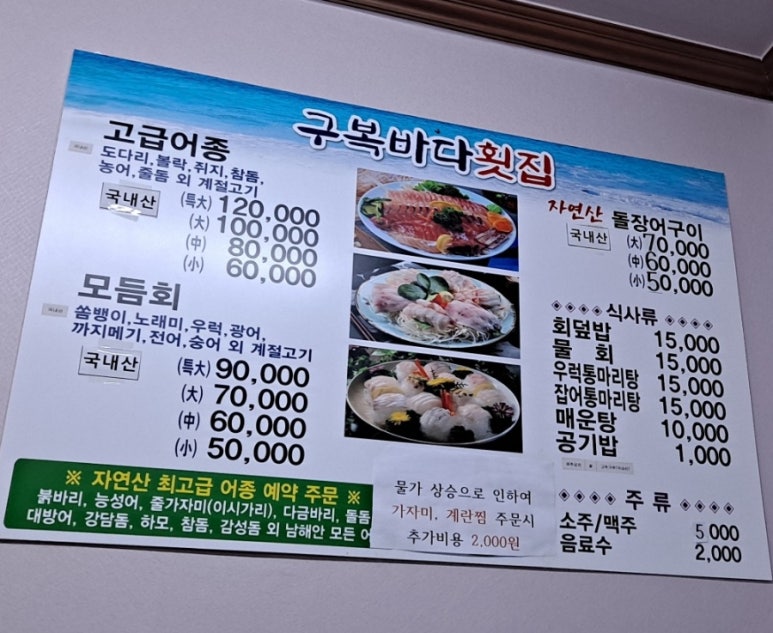 구복바다횟집
고급어종
도다리,볼락,쥐치,참돔,
농어,줄돔 외 계절고기
국내산
(특大) 120,000
(大) 100,000
(中) 80,000
(小) 60,000
모듬회
쏨뱅이,노래미,우럭,광어,
까지메기,전어,숭어 외 계절고기
국내산
(특大) 90,000
(大) 70,000
(中) 60,000
(小) 50,000
※ 자연산 최고급 어종 예약 주문 ※
붉바리, 능성어, 줄가자미(이시가리), 다금바리, 돌돔
대방어, 강담돔, 하모, 참돔, 감성돔 외 남해안 모든 어
물가 상승으로 인하여
가자미, 계란찜 주문시
추가비용 2,000원
자연산 돌장어구이
국내산
(大) 70,000
(中) 60,000
(小) 50,000
◆◆◆◆ 식사류 ◆◆◆◆
회덮밥 15,000
물 회 15,000
우럭통마리탕 15,000
잡어통마리탕 15,000
매운탕 10,000
공기밥 1,000
◆◆◆◆ 주 류 ◆◆◆◆
소주/맥주 5000
음료수 2,000